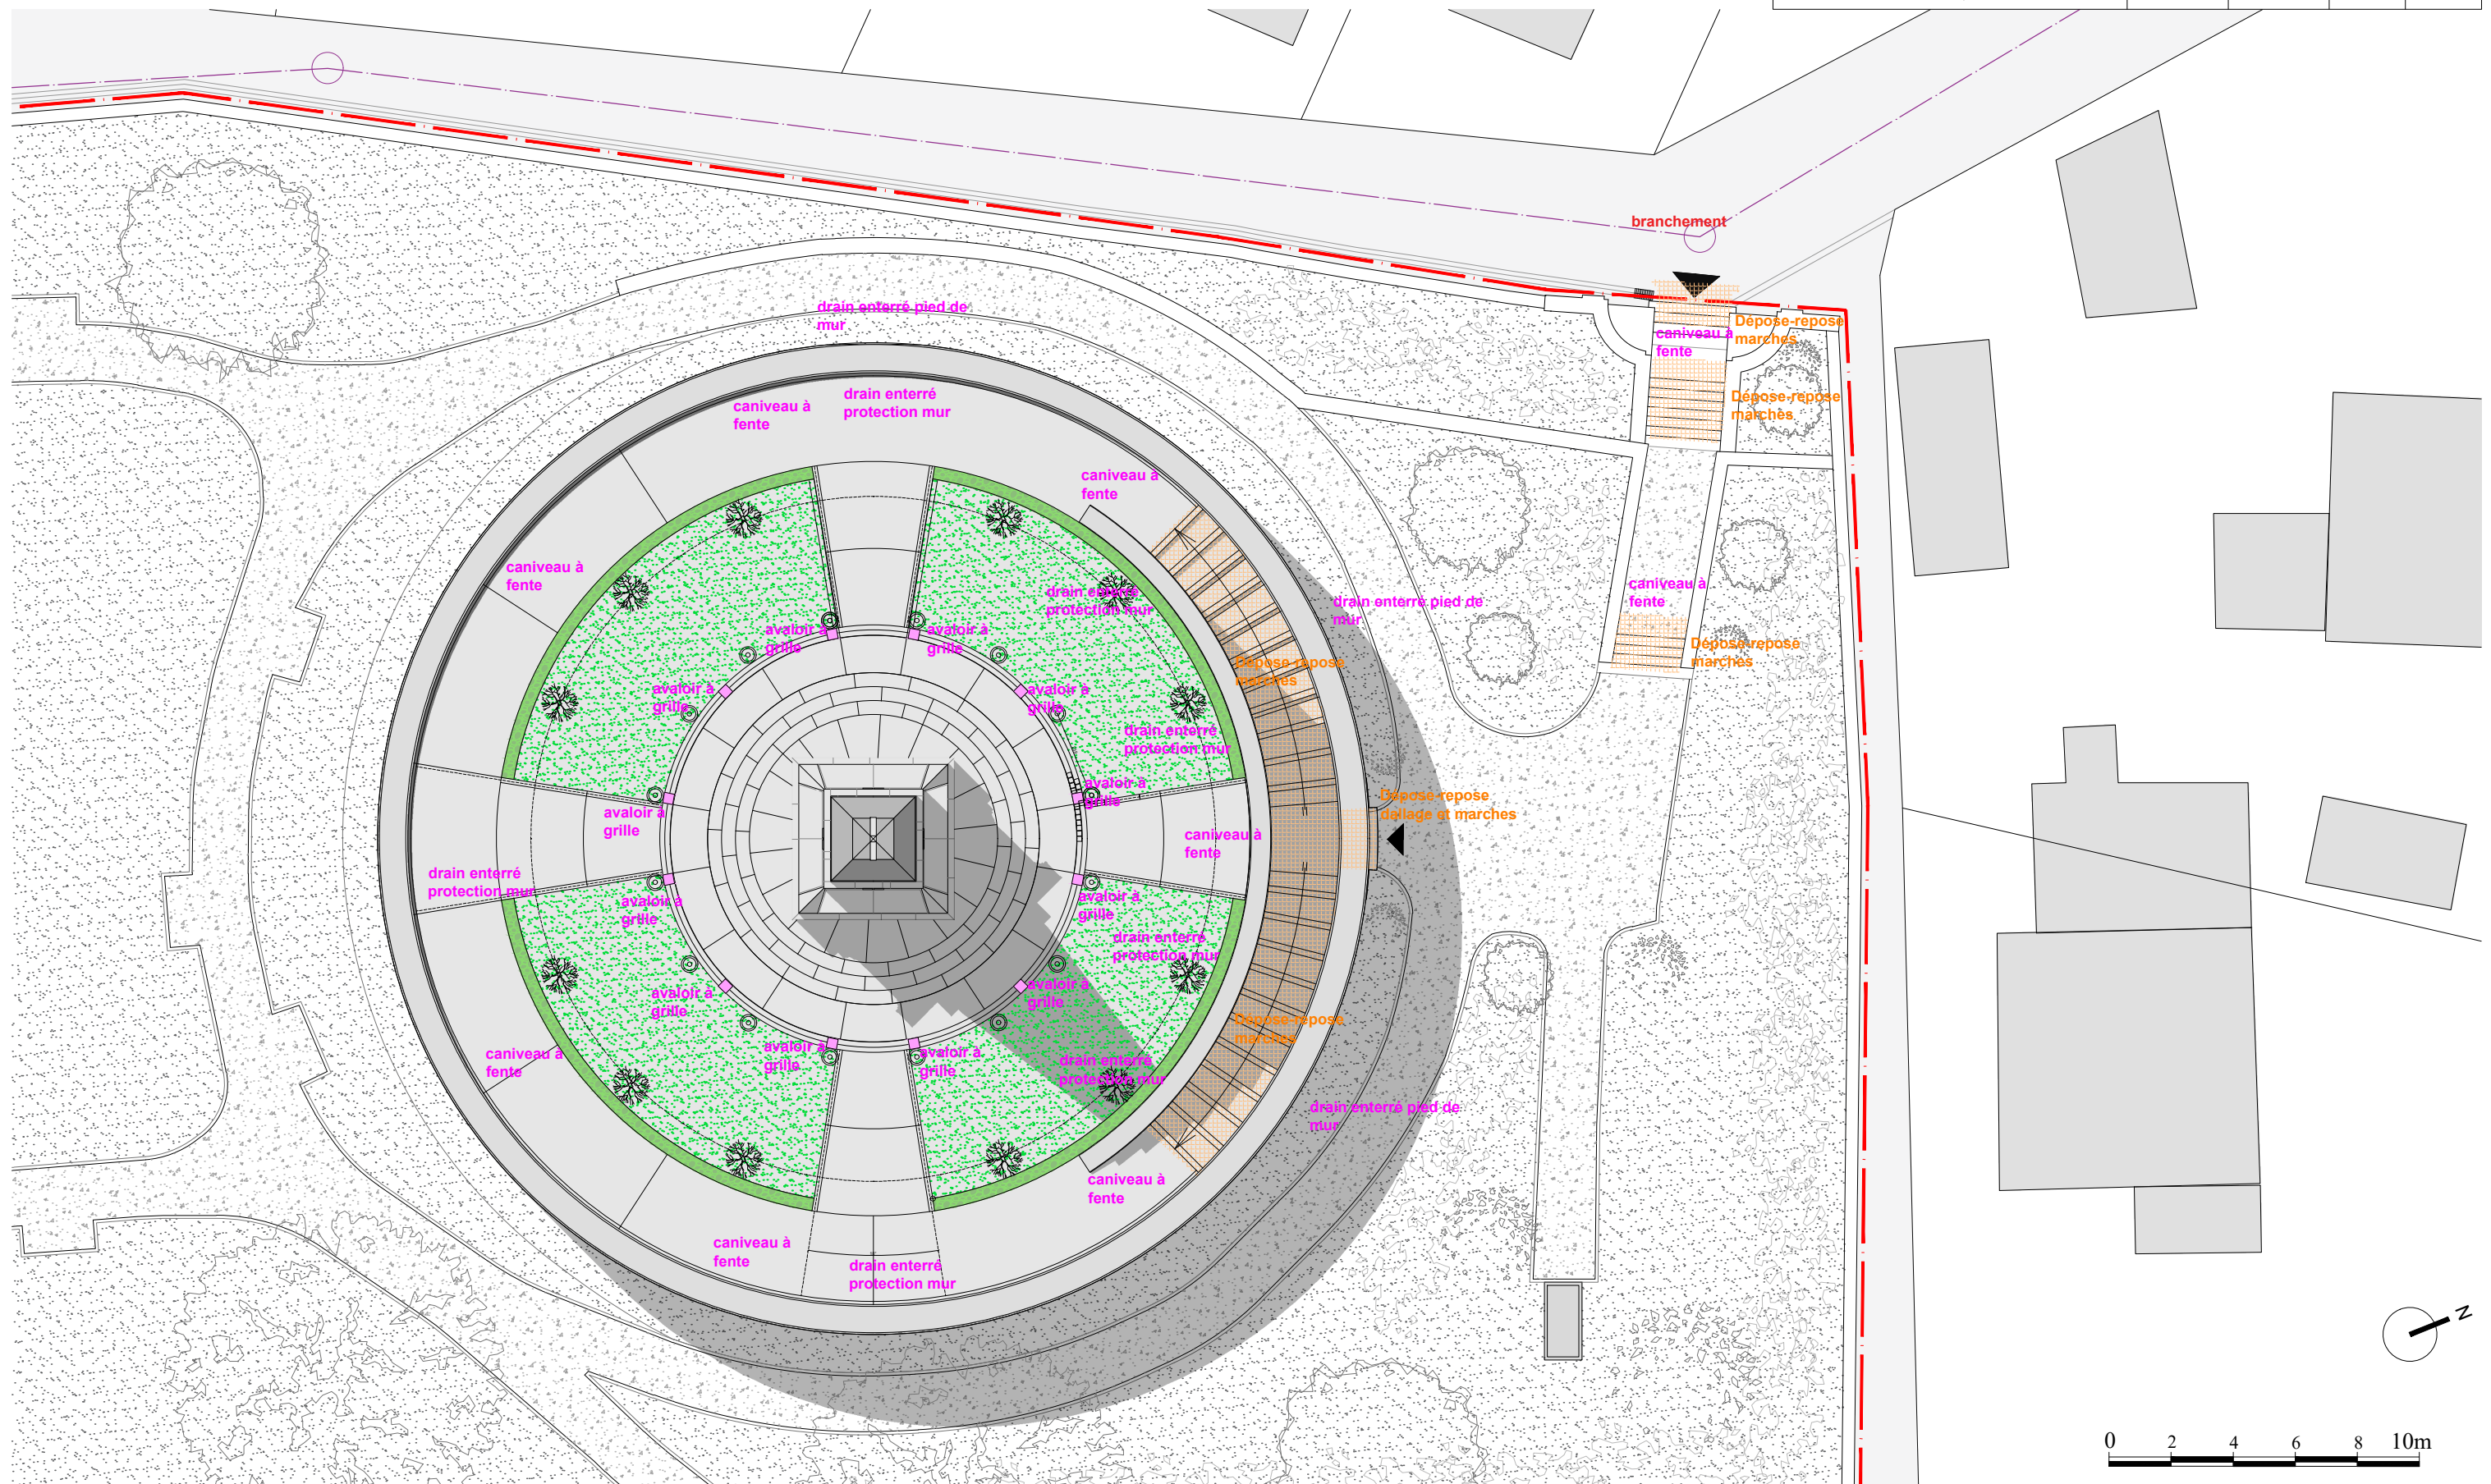 branchement
drain enterré pied de
mur
Dépose-repose
marches
caniveau à
fente
Dépose-repose
marches
drain enterré
protection mur
caniveau à
fente
caniveau à
fente
caniveau à
fente
caniveau à
fente
drain enterré
protection mur
drain enterré pied de
mur
avaloir à
grille
avaloir à
grille
Dépose-repose
marches
Dépose-repose
marches
avaloir à
grille
avaloir à
grille
drain enterré
protection mur
avaloir à
grille
Dépose-repose
dallage et marches
avaloir à
grille
caniveau à
fente
drain enterré
protection mur
avaloir à
grille
avaloir à
grille
drain enterré
protection mur
avaloir à
grille
avaloir à
grille
Dépose-repose
marches
caniveau à
fente
avaloir à
grille
avaloir à
grille
drain enterré
protection mur
drain enterré pied de
mur
caniveau à
fente
caniveau à
fente
drain enterré
protection mur
N
0 2 4 6 8 10m